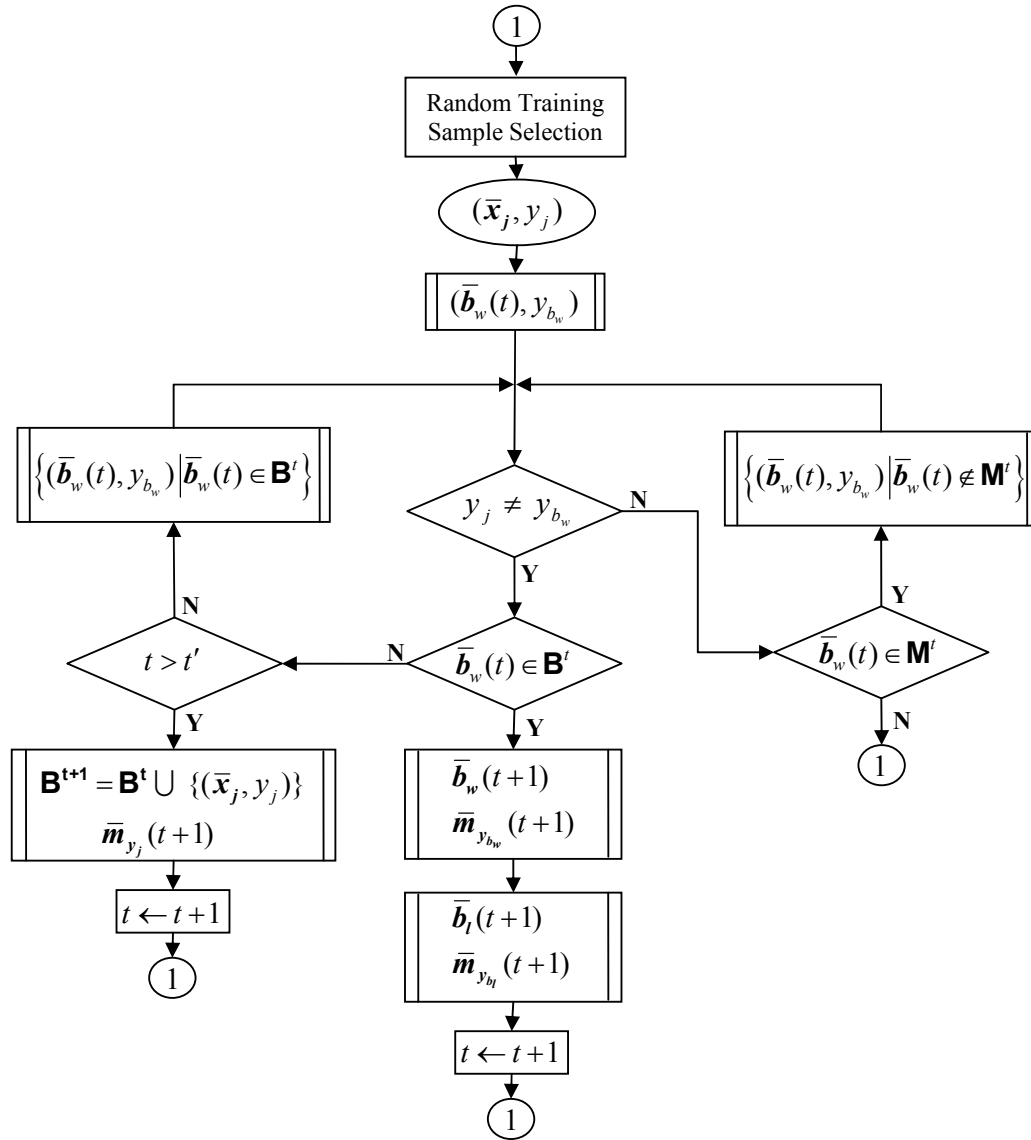 1
Random Training
Sample Selection
(x̄_j, y_j)
(b̄_w(t), y_{b_w})
{(b̄_w(t), y_{b_w})|b̄_w(t) ∈ B^t}
{(b̄_w(t), y_{b_w})|b̄_w(t) ∉ M^t}
y_j ≠ y_{b_w}
N
Y
N
Y
t > t′
N
b̄_w(t) ∈ B^t
b̄_w(t) ∈ M^t
Y
Y
N
B^{t+1} = B^t ∪ {(x̄_j, y_j)}
m̄_{y_j}(t+1)
b̄_w(t+1)
m̄_{y_{b_w}}(t+1)
1
t ← t+1
b̄_l(t+1)
m̄_{y_{b_l}}(t+1)
1
t ← t+1
1